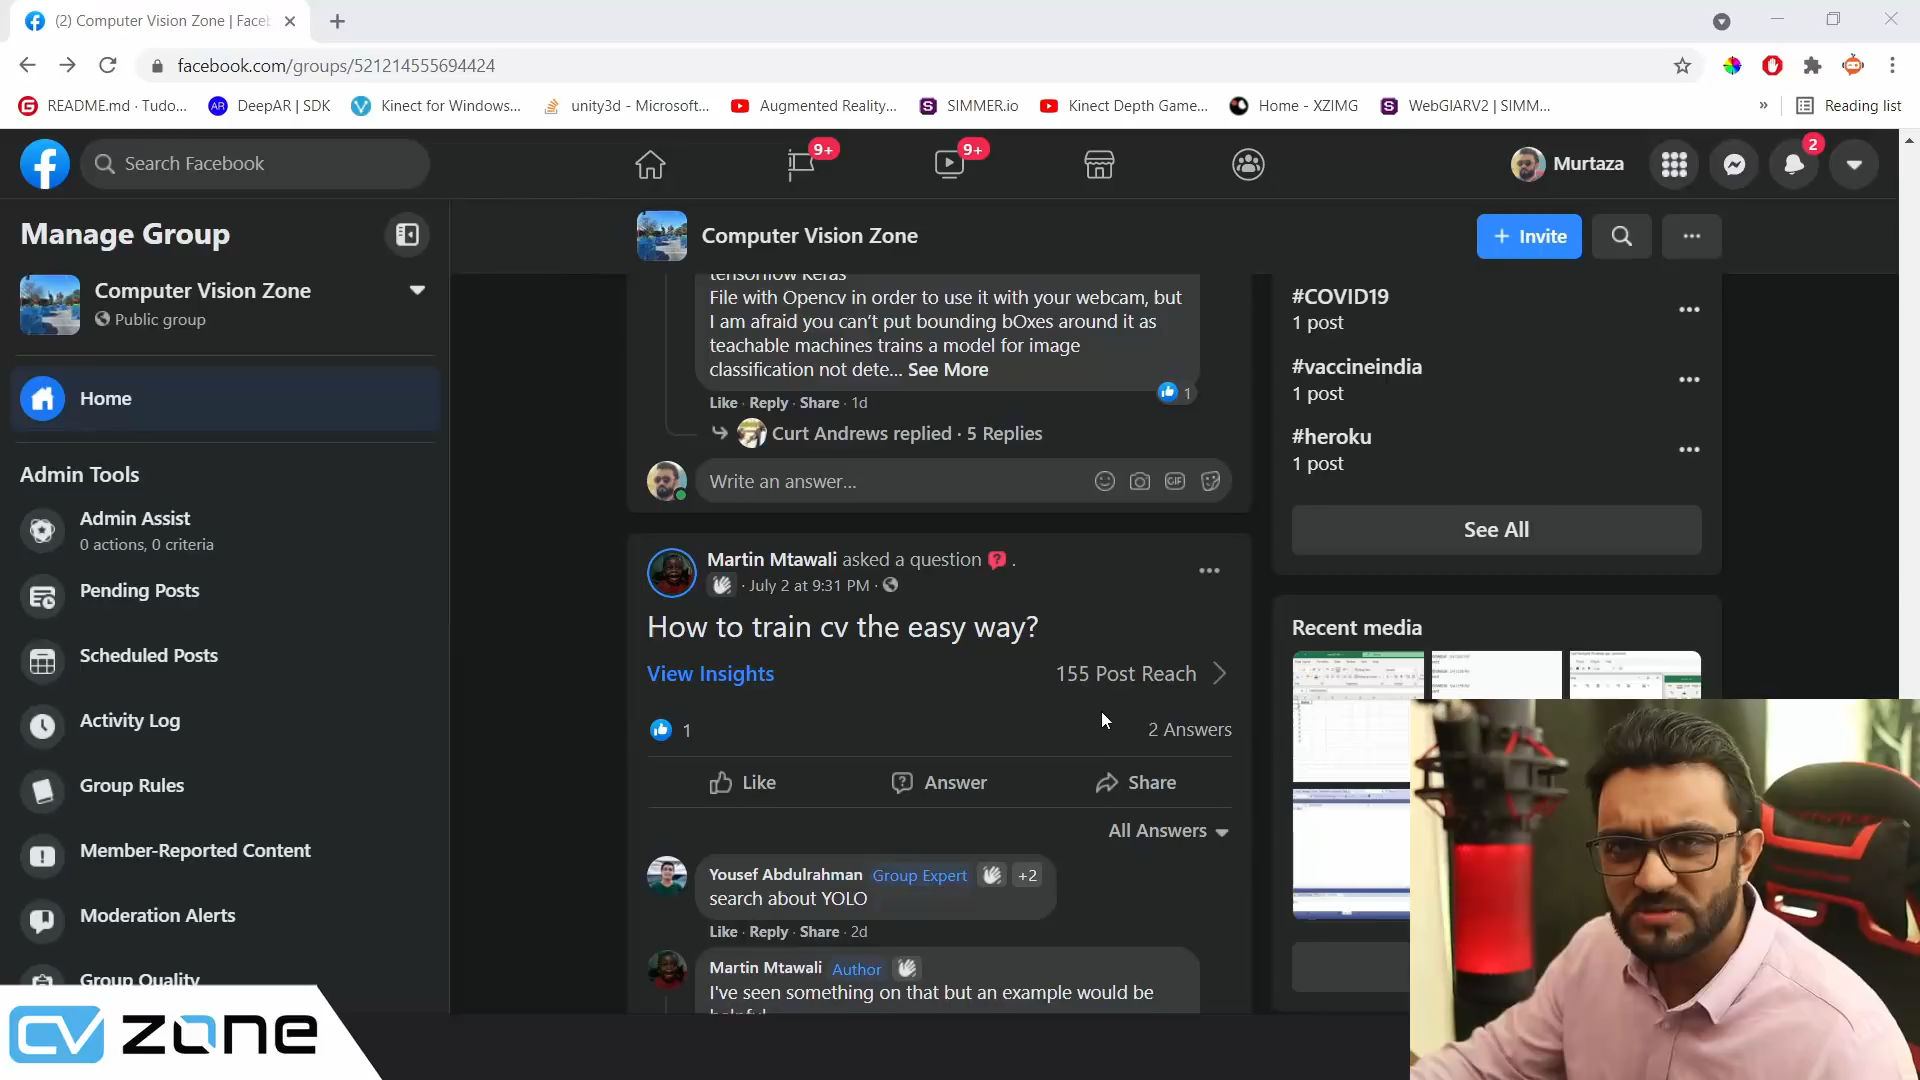 (2) Computer Vision Zone | Face
facebook.com/groups/521214555694424
README.md - Tudo...
DeepAR | SDK
Kinect for Windows...
unity3d - Microsoft...
Augmented Reality...
SIMMER.io
Kinect Depth Game...
Home - XZIMG
WebGIARV2 | SIMM...
»
Reading list
Search Facebook
9+
9+
Murtaza
2
Manage Group
Computer Vision Zone
Public group
Home
Admin Tools
Admin Assist
0 actions, 0 criteria
Pending Posts
Scheduled Posts
Activity Log
Group Rules
Member-Reported Content
Moderation Alerts
Group Quality
CV ZONE
Computer Vision Zone
+ Invite
tensorflow Keras
File with Opencv in order to use it with your webcam, but
I am afraid you can't put bounding bOxes around it as
teachable machines trains a model for image
classification not dete... See More
1
Like · Reply · Share · 1d
Curt Andrews replied · 5 Replies
Write an answer...
GIF
Martin Mtawali asked a question .
· July 2 at 9:31 PM ·
How to train cv the easy way?
View Insights
155 Post Reach
1
2 Answers
Like
Answer
Share
All Answers
Yousef Abdulrahman Group Expert +2
search about YOLO
Like · Reply · Share · 2d
Martin Mtawali Author
I've seen something on that but an example would be
#COVID19
1 post
#vaccineindia
1 post
#heroku
1 post
See All
Recent media